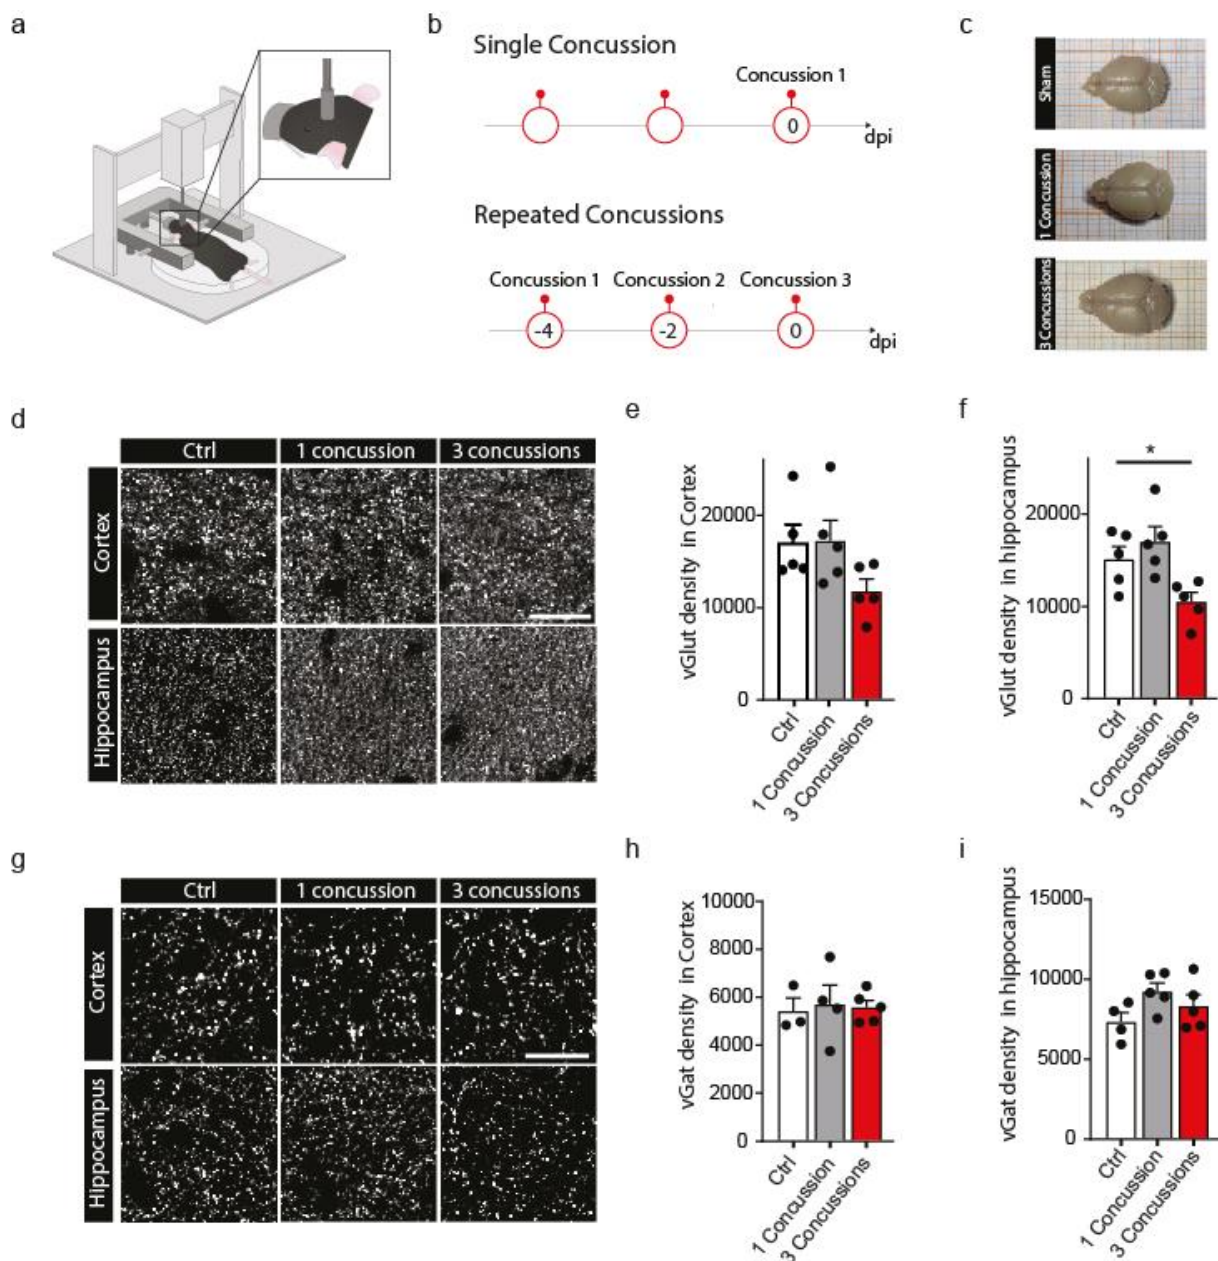 a
b
c
Single Concussion
Concussion 1
0
dpi
Repeated Concussions
Concussion 1 Concussion 2 Concussion 3
-4 -2 0
dpi
Sham
1 Concussion
3 Concussions
d
Ctrl 1 concussion 3 concussions
Cortex
Hippocampus
e
vGlut density in Cortex
20000
10000
0
Ctrl
1 Concussion
3 Concussions
f
vGlut density in hippocampus
*
20000
10000
0
Ctrl
1 Concussion
3 Concussions
g
Ctrl 1 concussion 3 concussions
Cortex
Hippocampus
h
vGat density in Cortex
10000
8000
6000
4000
2000
0
Ctrl
1 Concussion
3 Concussions
i
vGat density in hippocampus
15000
10000
5000
0
Ctrl
1 Concussion
3 Concussions